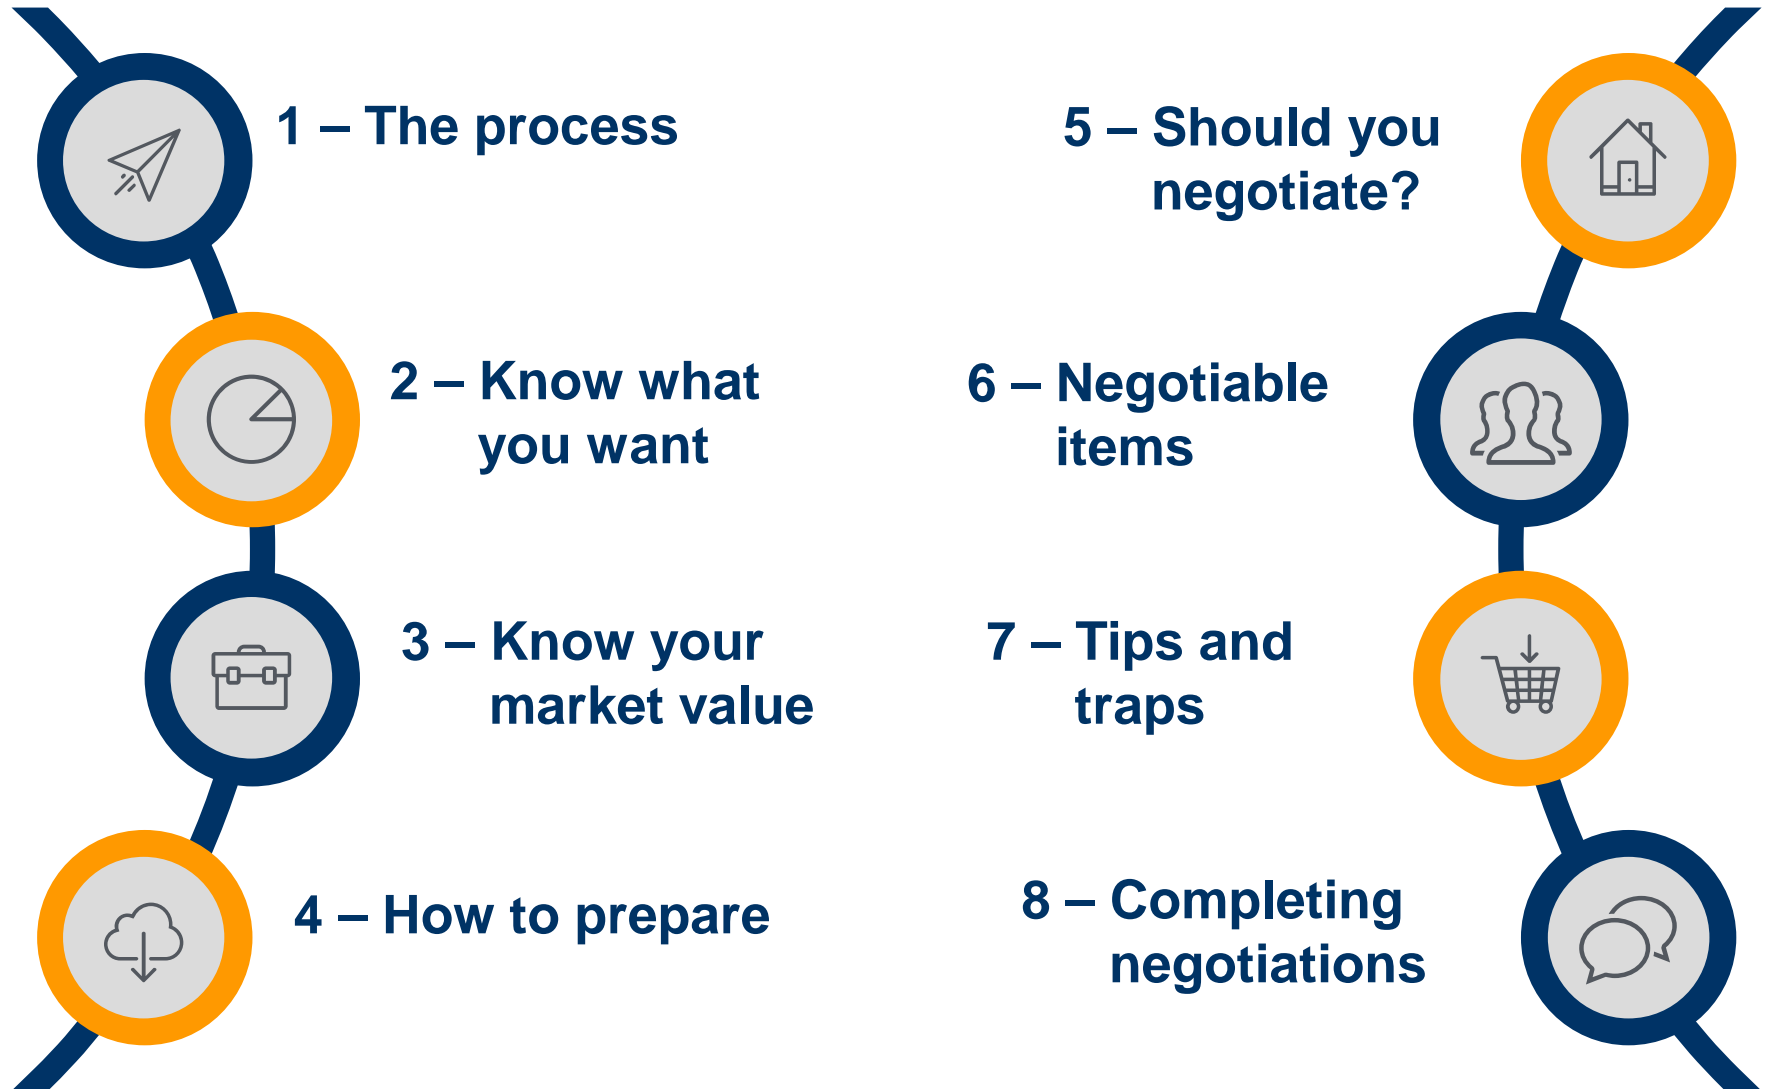 1 – The process
2 – Know what
you want
3 – Know your
market value
4 – How to prepare
5 – Should you
negotiate?
6 – Negotiable
items
7 – Tips and
traps
8 – Completing
negotiations